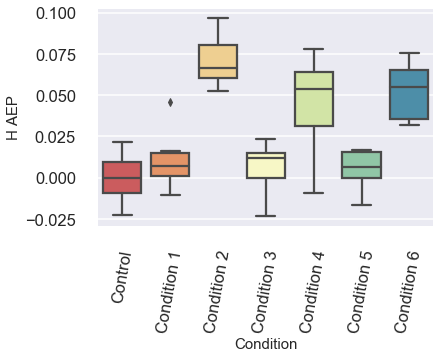 0.100
0.075
0.050
0.025
0.000
−0.025
H AEP
Control
Condition 1
Condition 2
Condition 3
Condition 4
Condition 5
Condition 6
Condition